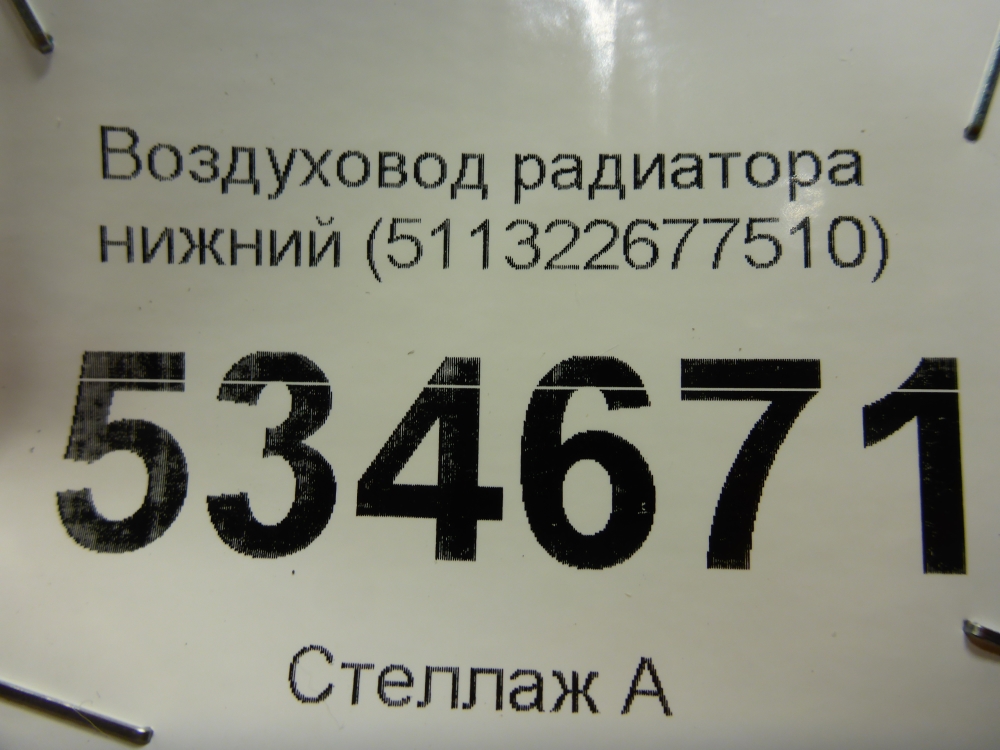 Воздуховод радиатора
нижний (511322677510)
534671
Стеллаж А